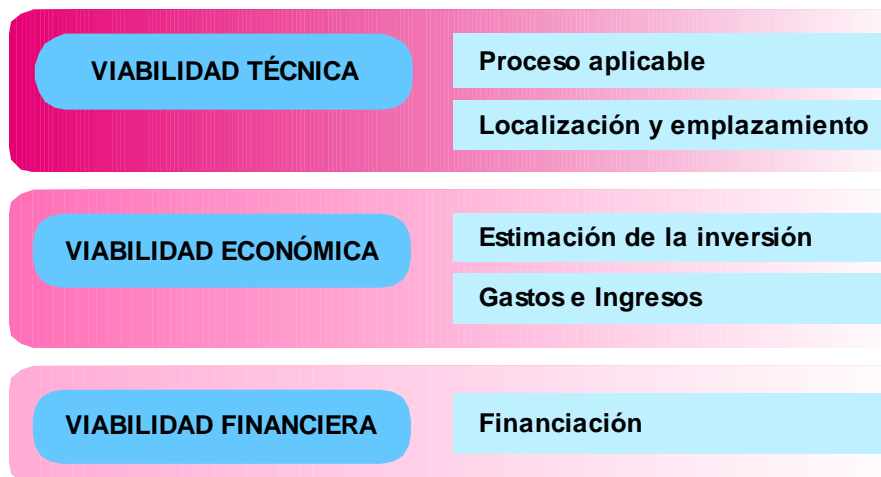 VIABILIDAD TÉCNICA
Proceso aplicable
Localización y emplazamiento
VIABILIDAD ECONÓMICA
Estimación de la inversión
Gastos e Ingresos
VIABILIDAD FINANCIERA
Financiación